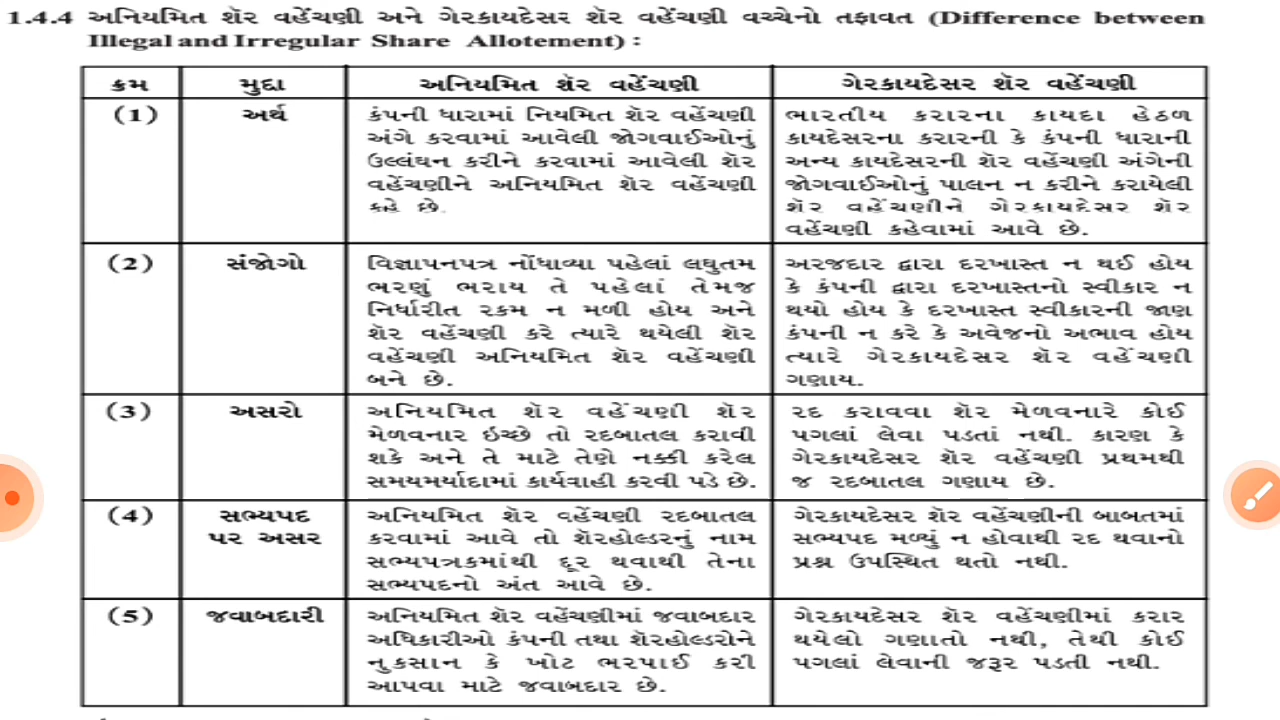 1.4.4 અનિયમિત શૅર વહેંચણી અને ગેરકાયદેસર શૅર વહેંચણી વચ્ચેનો તફાવત (Difference between
Illegal and Irregular Share Allotement) :
ક્રમ મુદા અનિયમિત શૅર વહેંચણી ગેરકાયદેસર શૅર વહેંચણી
(1) અર્થ
કંપની ધારામાં નિયમિત શૅર વહેંચણી
અંગે કરવામાં આવેલી જોગવાઈઓનું
ઉલ્લંઘન કરીને કરવામાં આવેલી શૅર
વહેંચણીને અનિયમિત શૅર વહેંચણી
કહે છે.
ભારતીય કરારના કાયદા હેઠળ
કાયદેસરના કરારની કે કંપની ધારાની
અન્ય કાયદેસરની શૅર વહેંચણી અંગેની
જોગવાઈઓનું પાલન ન કરીને કરાયેલી
શૅર વહેંચણીને ગેરકાયદેસર શૅર
વહેંચણી કહેવામાં આવે છે.
(2) સંજોગો
વિજ્ઞાપનપત્ર નોંધાવ્યા પહેલાં લઘુતમ
ભરણું ભરાય તે પહેલાં તેમજ
નિર્ધારીત રકમ ન મળી હોય અને
શૅર વહેંચણી કરે ત્યારે થયેલી શૅર
વહેંચણી અનિયમિત શૅર વહેંચણી
બને છે.
અરજદાર દ્વારા દરખાસ્ત ન થઈ હોય
કે કંપની દ્વારા દરખાસ્તનો સ્વીકાર ન
થયો હોય કે દરખાસ્ત સ્વીકારની જાણ
કંપની ન કરે કે અવેજનો અભાવ હોય
ત્યારે ગેરકાયદેસર શૅર વહેંચણી
ગણાય.
(3) અસરો
અનિયમિત શૅર વહેંચણી શૅર
મેળવનાર ઇચ્છે તો રદબાતલ કરાવી
શકે અને તે માટે તેણે નક્કી કરેલ
સમયમર્યાદામાં કાર્યવાહી કરવી પડે છે.
રદ કરાવવા શૅર મેળવનારે કોઈ
પગલાં લેવા પડતાં નથી. કારણ કે
ગેરકાયદેસર શૅર વહેંચણી પ્રથમથી
જ રદબાતલ ગણાય છે.
(4) સભ્યપદ
પર અસર
અનિયમિત શૅર વહેંચણી રદબાતલ
કરવામાં આવે તો શૅરહોલ્ડરનું નામ
સભ્યપત્રકમાંથી દૂર થવાથી તેના
સભ્યપદનો અંત આવે છે.
ગેરકાયદેસર શૅર વહેંચણીની બાબતમાં
સભ્યપદ મળ્યું ન હોવાથી રદ થવાનો
પ્રશ્ન ઉપસ્થિત થતો નથી.
(5) જવાબદારી
અનિયમિત શૅર વહેંચણીમાં જવાબદાર
અધિકારીઓ કંપની તથા શૅરહોલ્ડરોને
નુકસાન કે ખોટ ભરપાઈ કરી
આપવા માટે જવાબદાર છે.
ગેરકાયદેસર શૅર વહેંચણીમાં કરાર
થયેલો ગણાતો નથી, તેથી કોઈ
પગલાં લેવાની જરૂર પડતી નથી.